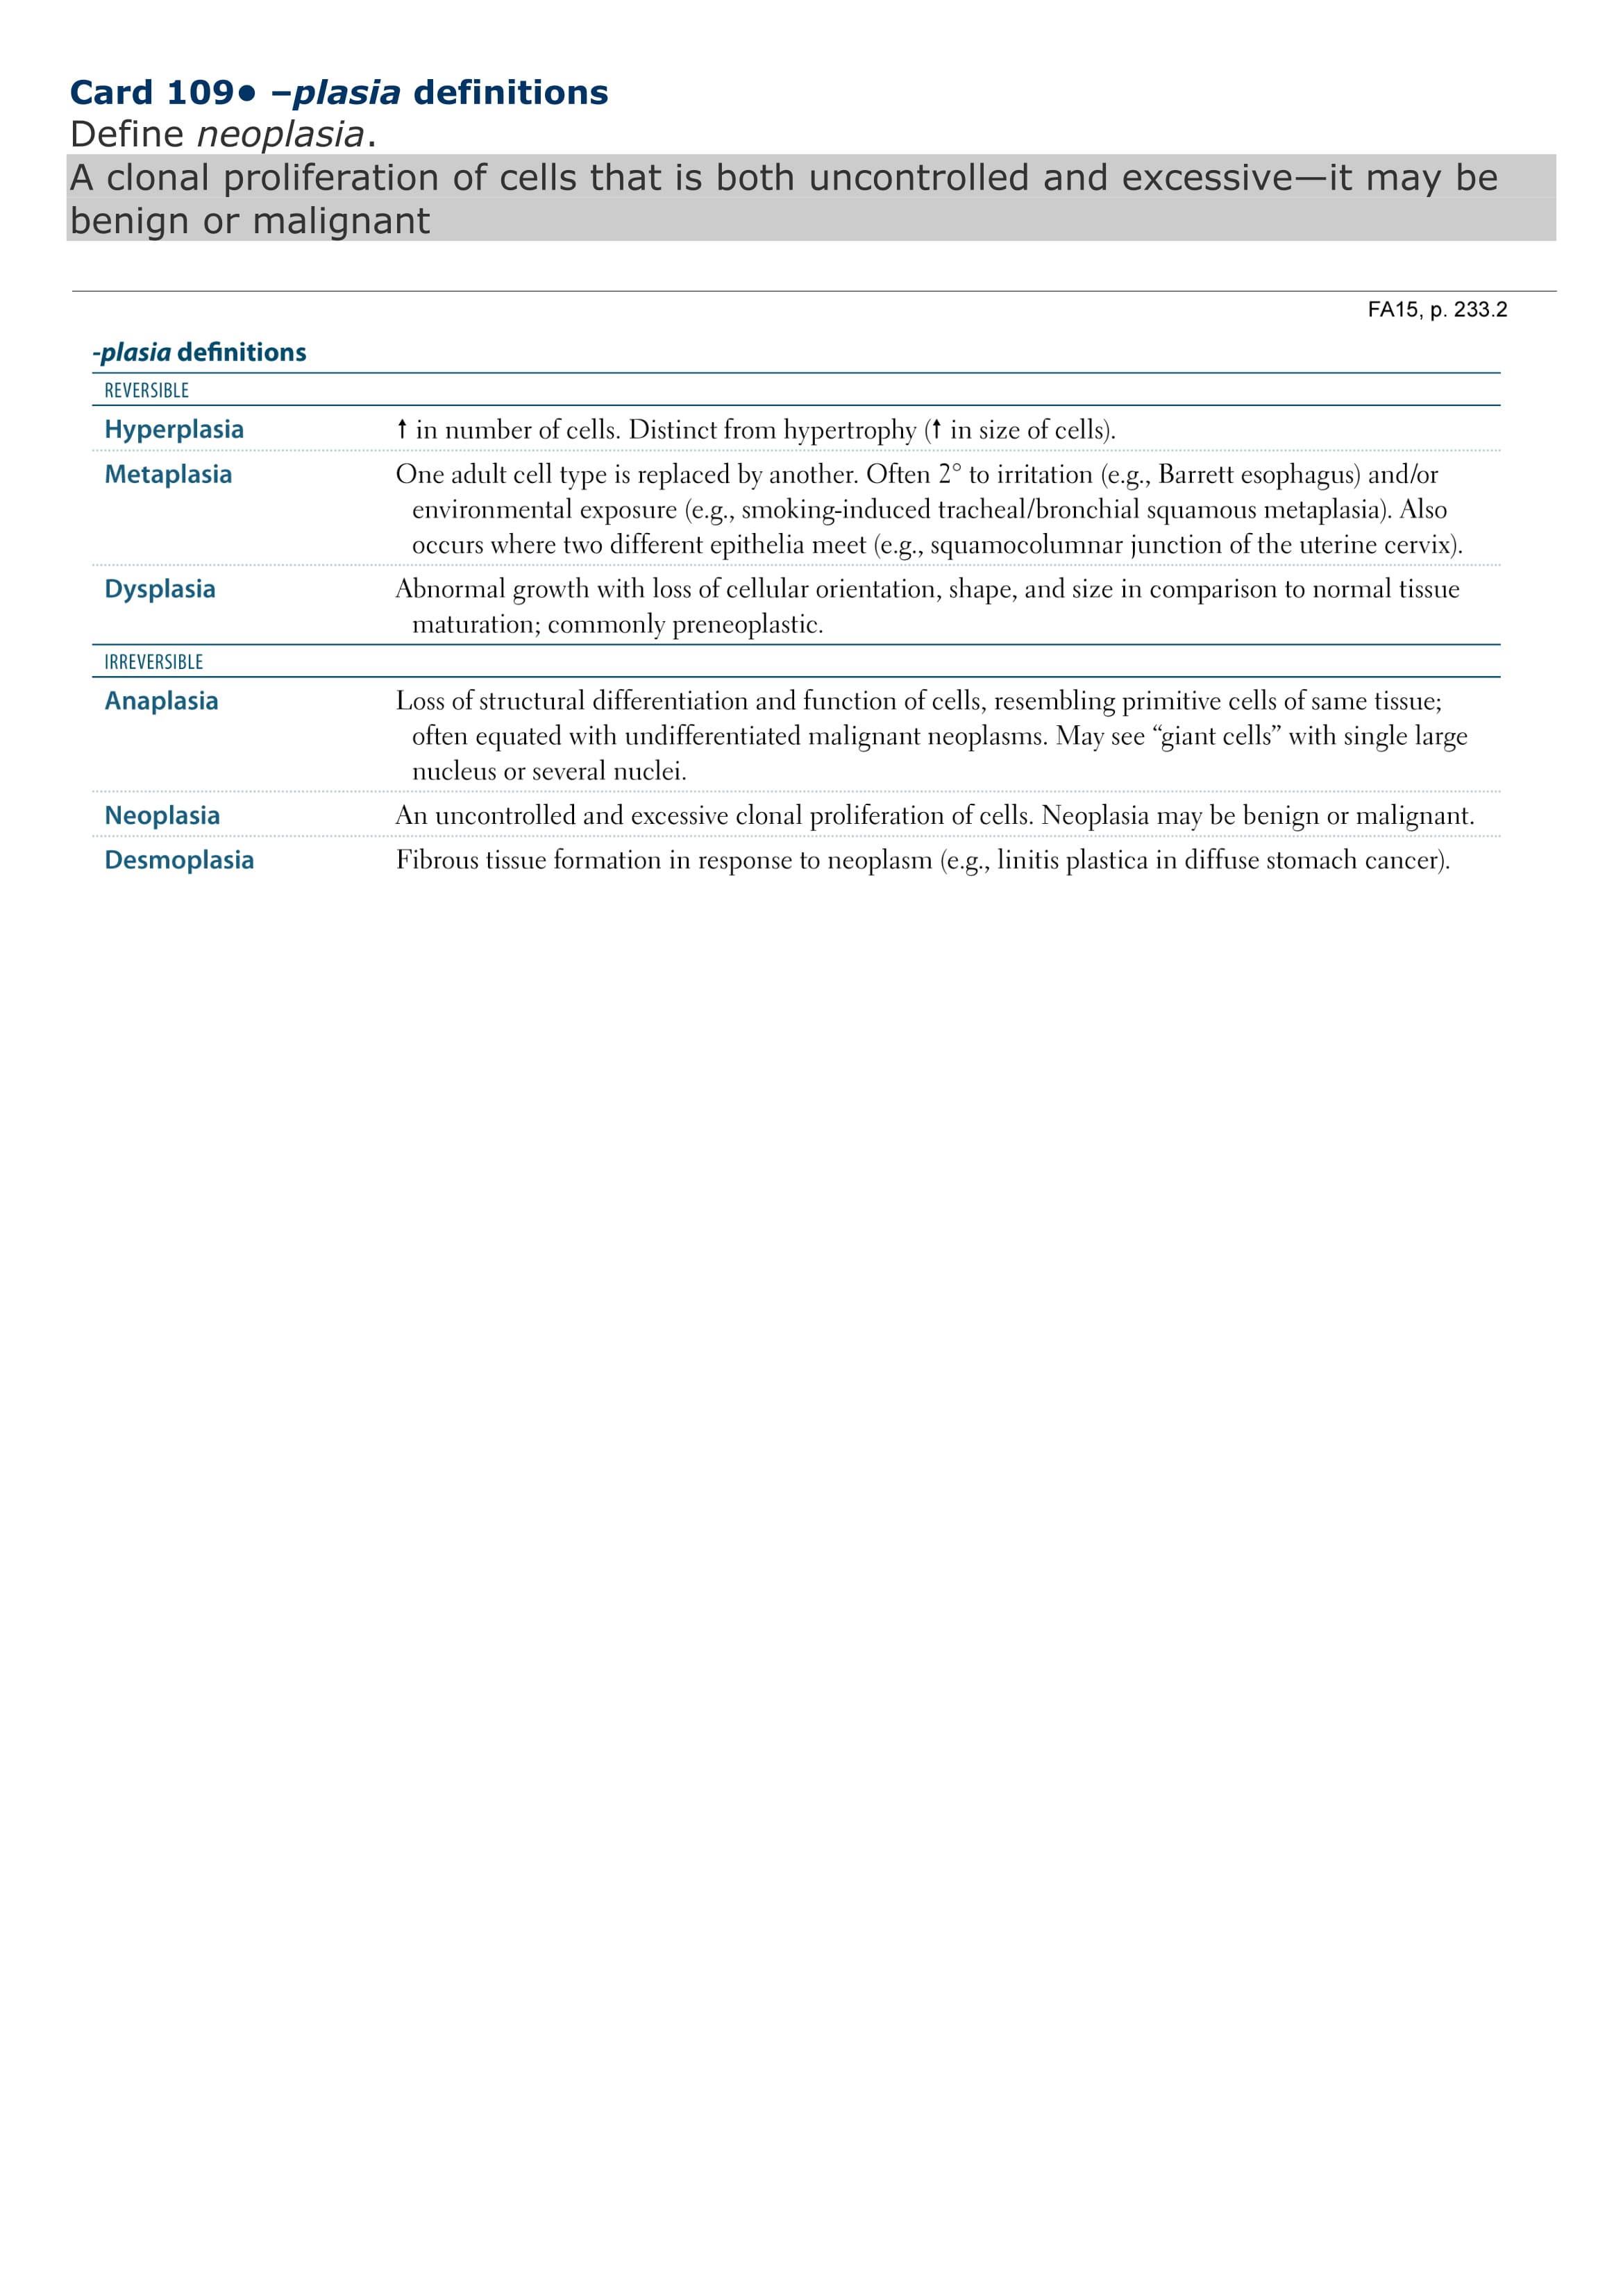 Card 109● –plasia definitions
Define neoplasia.
A clonal proliferation of cells that is both uncontrolled and excessive—it may be
benign or malignant
FA15, p. 233.2
-plasia definitions
REVERSIBLE
Hyperplasia ↑ in number of cells. Distinct from hypertrophy (↑ in size of cells).
Metaplasia One adult cell type is replaced by another. Often 2° to irritation (e.g., Barrett esophagus) and/or
environmental exposure (e.g., smoking-induced tracheal/bronchial squamous metaplasia). Also
occurs where two different epithelia meet (e.g., squamocolumnar junction of the uterine cervix).
Dysplasia Abnormal growth with loss of cellular orientation, shape, and size in comparison to normal tissue
maturation; commonly preneoplastic.
IRREVERSIBLE
Anaplasia Loss of structural differentiation and function of cells, resembling primitive cells of same tissue;
often equated with undifferentiated malignant neoplasms. May see “giant cells” with single large
nucleus or several nuclei.
Neoplasia An uncontrolled and excessive clonal proliferation of cells. Neoplasia may be benign or malignant.
Desmoplasia Fibrous tissue formation in response to neoplasm (e.g., linitis plastica in diffuse stomach cancer).